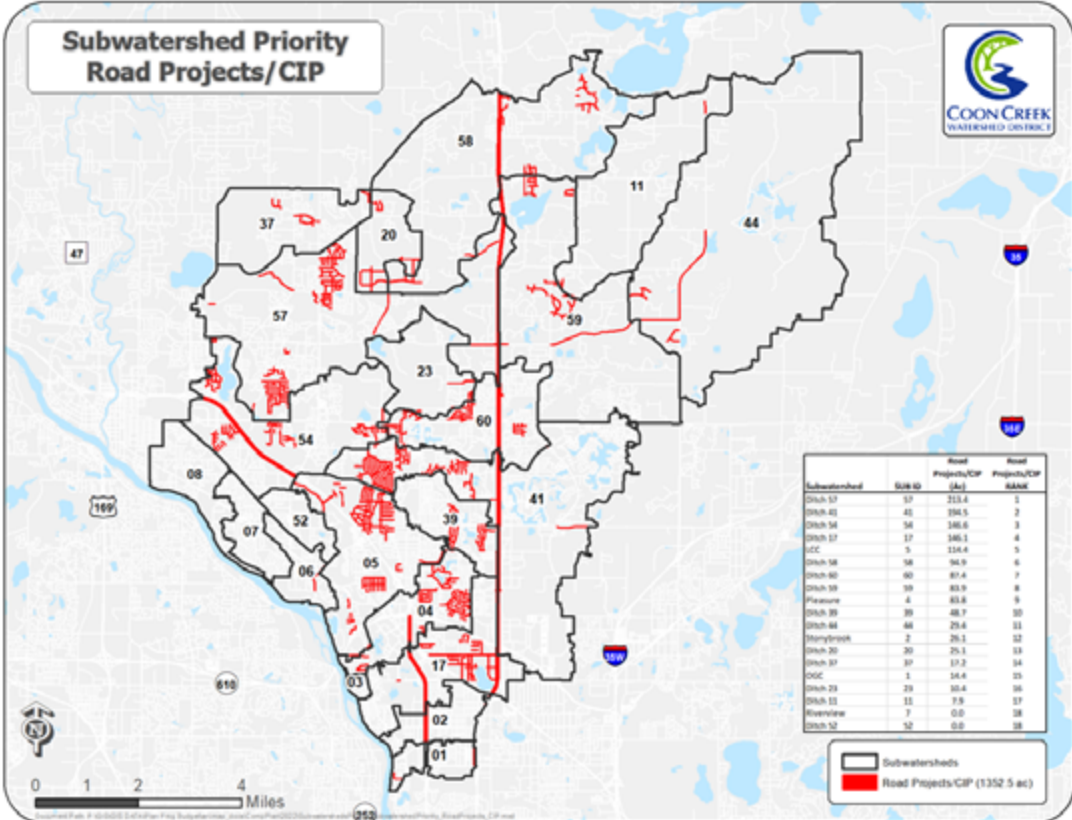 Subwatershed Priority
Road Projects/CIP
COON CREEK
WATERSHED DISTRICT
58
11
37
20
44
47
35
57
59
23
60
35E
54
08
41
169
52
39
07
05
06
04
35W
17
03
610
02
01
N
Subwatershed SUB ID Road Projects/CIP (Ac) Road Projects/CIP RANK
Ditch 57 57 213.4 1
Ditch 41 41 194.5 2
Ditch 54 54 146.6 3
Ditch 17 17 146.1 4
LCC 5 114.4 5
Ditch 58 58 94.9 6
Ditch 60 60 87.4 7
Ditch 59 59 83.9 8
Pleasure 4 83.8 9
Ditch 39 39 48.7 10
Ditch 44 44 29.4 11
Stonybrook 2 26.1 12
Ditch 20 20 25.1 13
Ditch 37 37 17.2 14
OGC 1 14.4 15
Ditch 23 23 10.4 16
Ditch 11 11 7.9 17
Riverview 7 0.0 18
Ditch 52 52 0.0 18
Subwatersheds
Road Projects/CIP (1352.5 ac)
0 1 2 4
Miles
252